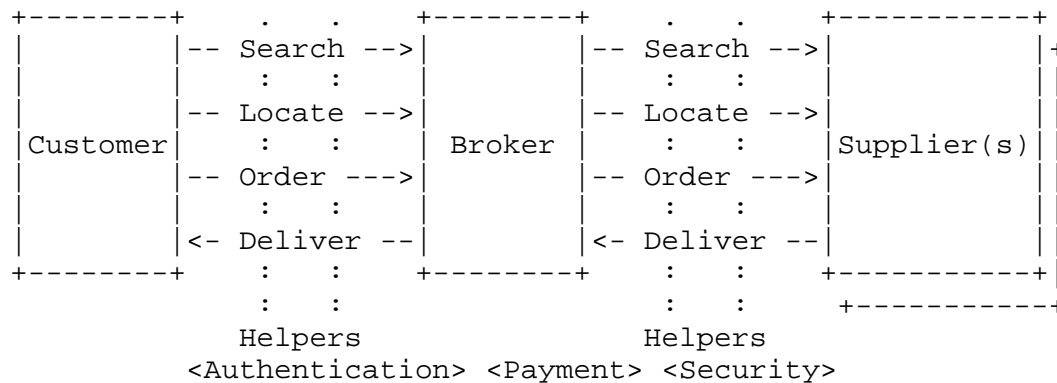 +--------+    .   .    +--------+    .   .    +-----------+
|        |-- Search -->|        |-- Search -->|           |+
|        |   :   :     |        |   :   :     |           ||
|        |-- Locate -->|        |-- Locate -->|           ||
|Customer|   :   :     | Broker |   :   :     |Supplier(s)||
|        |-- Order --->|        |-- Order --->|           ||
|        |   :   :     |        |   :   :     |           ||
|        |<- Deliver --|        |<- Deliver --|           ||
+--------+   :   :     +--------+   :   :     +-----------+|
             :   :                  :   :      +-----------+
           Helpers                Helpers
        <Authentication> <Payment> <Security>